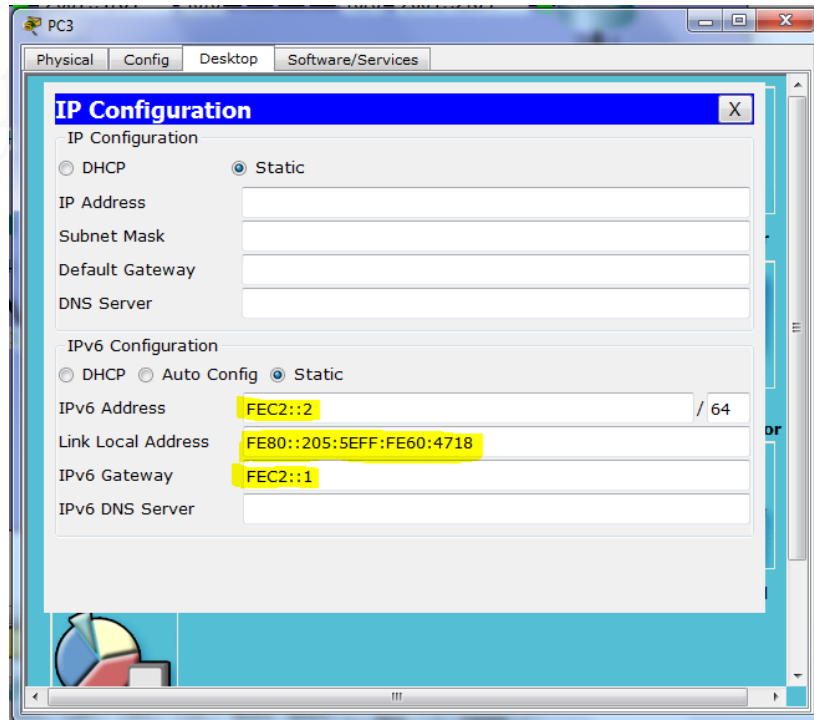 PC3
Physical Config Desktop Software/Services
IP Configuration X
IP Configuration
DHCP Static
IP Address
Subnet Mask
Default Gateway
DNS Server
IPv6 Configuration
DHCP Auto Config Static
IPv6 Address FEC2::2 / 64
Link Local Address FE80::205:5EFF:FE60:4718
IPv6 Gateway FEC2::1
IPv6 DNS Server
or